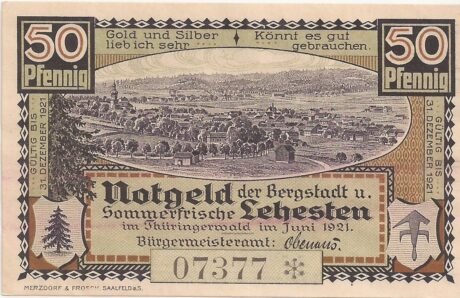 50 Pfennig
Gold und Silber lieb ich sehr
Könnt es gut gebrauchen.
50 Pfennig
GÜLTIG BIS 31. DEZEMBER 1921
GÜLTIG BIS 31. DEZEMBER 1921
Notgeld der Bergstadt u.
Sommerfrische Lehesten
im Thüringerwald im Juni 1921.
Bürgermeisteramt:
07377 *
MERZDORF & FROSCH, SAALFELD a.S.